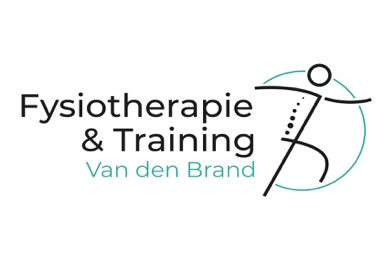 Fysiotherapie
& Training
Van den Brand